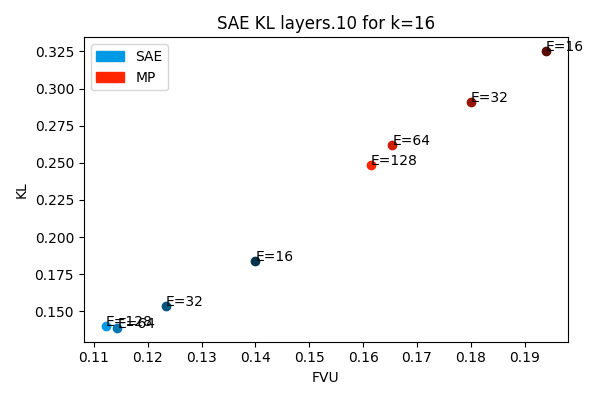 SAE KL layers.10 for k=16
SAE
MP
E=16
E=32
E=64
E=128
E=16
E=32
E=128
E=64
KL
0.325
0.300
0.275
0.250
0.225
0.200
0.175
0.150
0.11 0.12 0.13 0.14 0.15 0.16 0.17 0.18 0.19
FVU